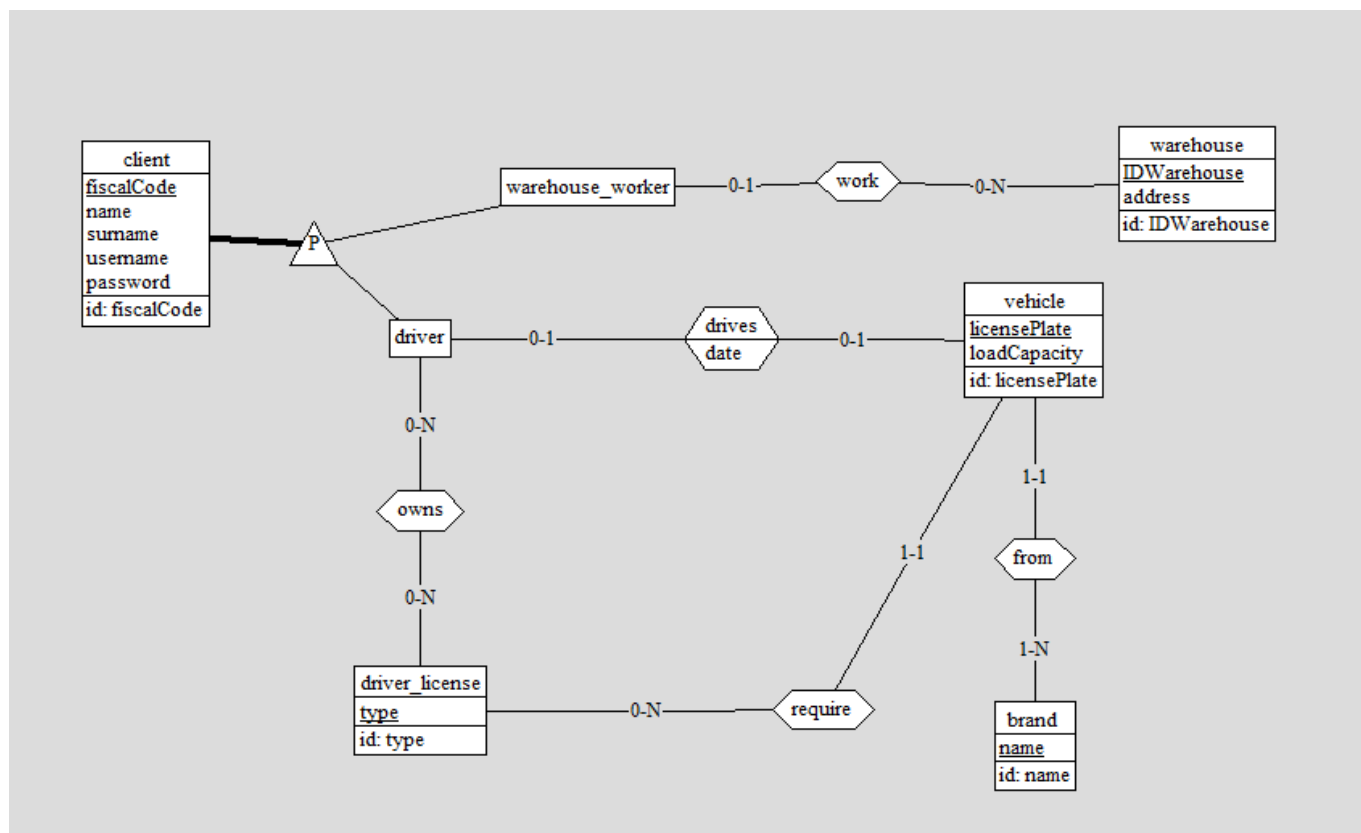 client
fiscalCode
name
surname
username
password
id: fiscalCode
P
warehouse_worker
0-1
work
0-N
warehouse
IDWarehouse
address
id: IDWarehouse
driver
0-1
drives
date
0-1
vehicle
licensePlate
loadCapacity
id: licensePlate
0-N
owns
0-N
driver_license
type
id: type
0-N
require
1-1
1-1
from
1-N
brand
name
id: name